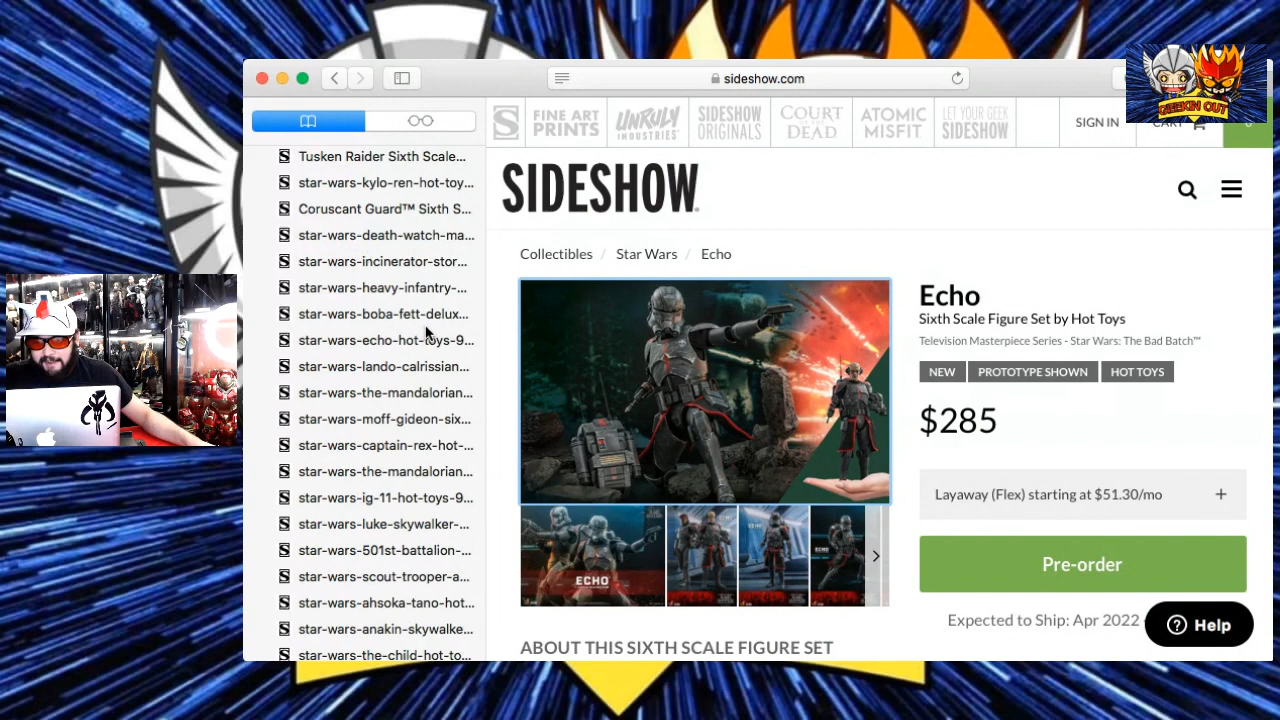 sideshow.com
GEEKIN OUT
S
FINE ART
PRINTS
UNRULY
INDUSTRIES
SIDESHOW
ORIGINALS
COURT
OF THE
DEAD
ATOMIC
MISFIT
LET YOUR GEEK
SIDESHOW
SIGN IN
CART
0
SIDESHOW
Tusken Raider Sixth Scale...
star-wars-kylo-ren-hot-toy...
Coruscant Guard™ Sixth S...
star-wars-death-watch-ma...
star-wars-incinerator-stor...
star-wars-heavy-infantry-...
star-wars-boba-fett-delux...
star-wars-echo-hot-toys-9...
star-wars-lando-calrissian...
star-wars-the-mandalorian...
star-wars-moff-gideon-six...
star-wars-captain-rex-hot-...
star-wars-the-mandalorian...
star-wars-ig-11-hot-toys-9...
star-wars-luke-skywalker-...
star-wars-501st-battalion-...
star-wars-scout-trooper-a...
star-wars-ahsoka-tano-hot...
star-wars-anakin-skywalke...
star-wars-the-child-hot-to...
Collectibles / Star Wars / Echo
Echo
Sixth Scale Figure Set by Hot Toys
Television Masterpiece Series - Star Wars: The Bad Batch™
NEW
PROTOTYPE SHOWN
HOT TOYS
$285
Layaway (Flex) starting at $51.30/mo +
Pre-order
Expected to Ship: Apr 2022
Help
ECHO
ABOUT THIS SIXTH SCALE FIGURE SET